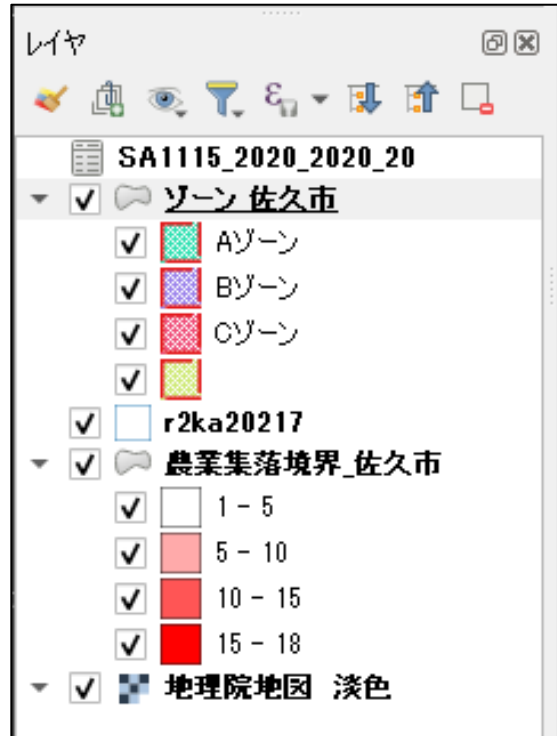 レイヤ
SA1115_2020_2020_20
ゾーン 佐久市
Aゾーン
Bゾーン
Cゾーン
r2ka20217
農業集落境界_佐久市
1 - 5
5 - 10
10 - 15
15 - 18
地理院地図 淡色